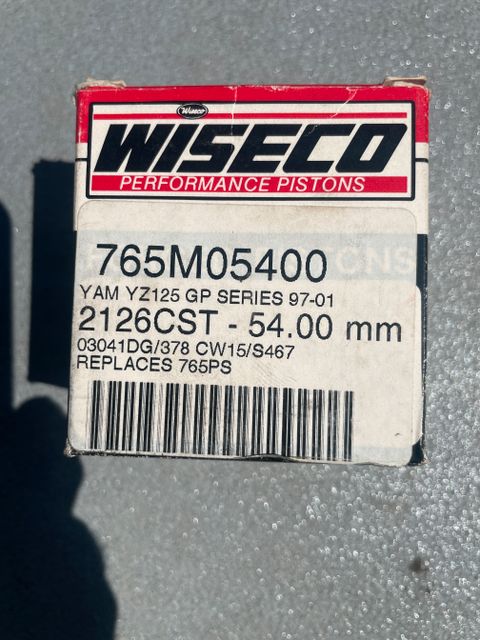 Wiseco
WISECO
PERFORMANCE PISTONS
765M05400
YAM YZ125 GP SERIES 97-01
2126CST - 54.00 mm
03041DG/378 CW15/S467
REPLACES 765PS